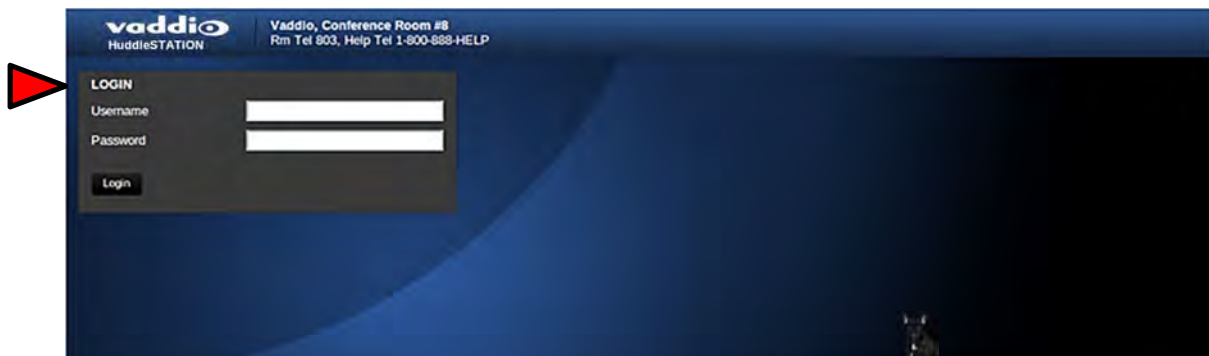 vaddio
HuddleSTATION
Vaddio, Conference Room #8
Rm Tel 803, Help Tel 1-800-888-HELP
LOGIN
Username
Password
Login